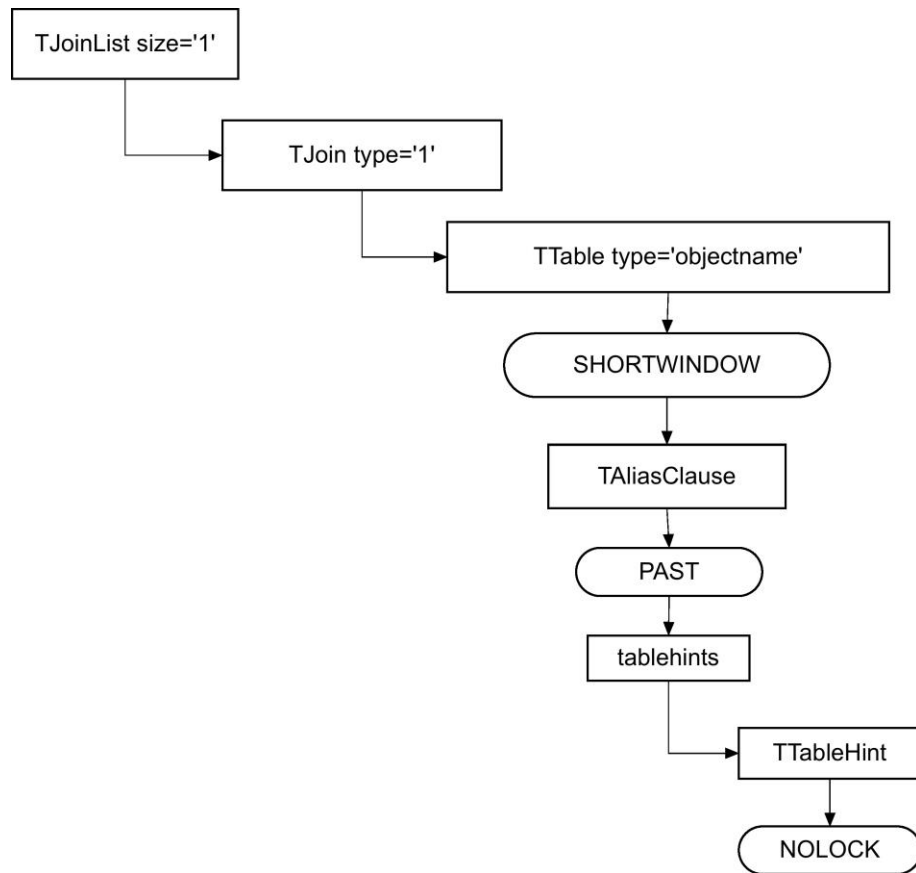 TJoinList size='1'
TJoin type='1'
TTable type='objectname'
SHORTWINDOW
TAliasClause
PAST
tablehints
TTableHint
NOLOCK